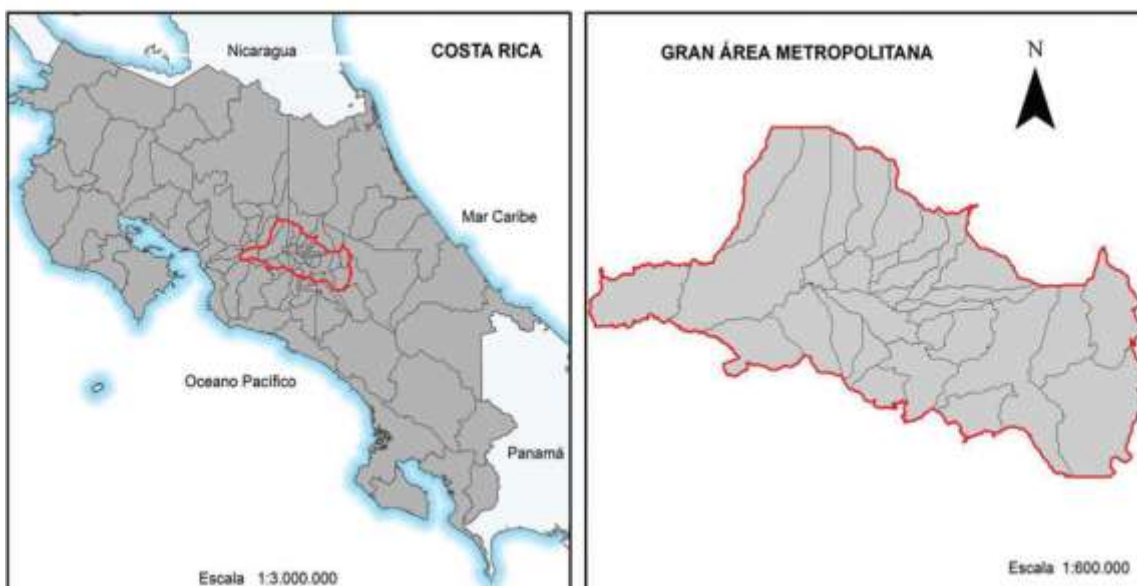 Nicaragua
COSTA RICA
Mar Caribe
Oceano Pacífico
Panamá
Escala 1:3.000.000
GRAN ÁREA METROPOLITANA
N
Escala 1:600.000